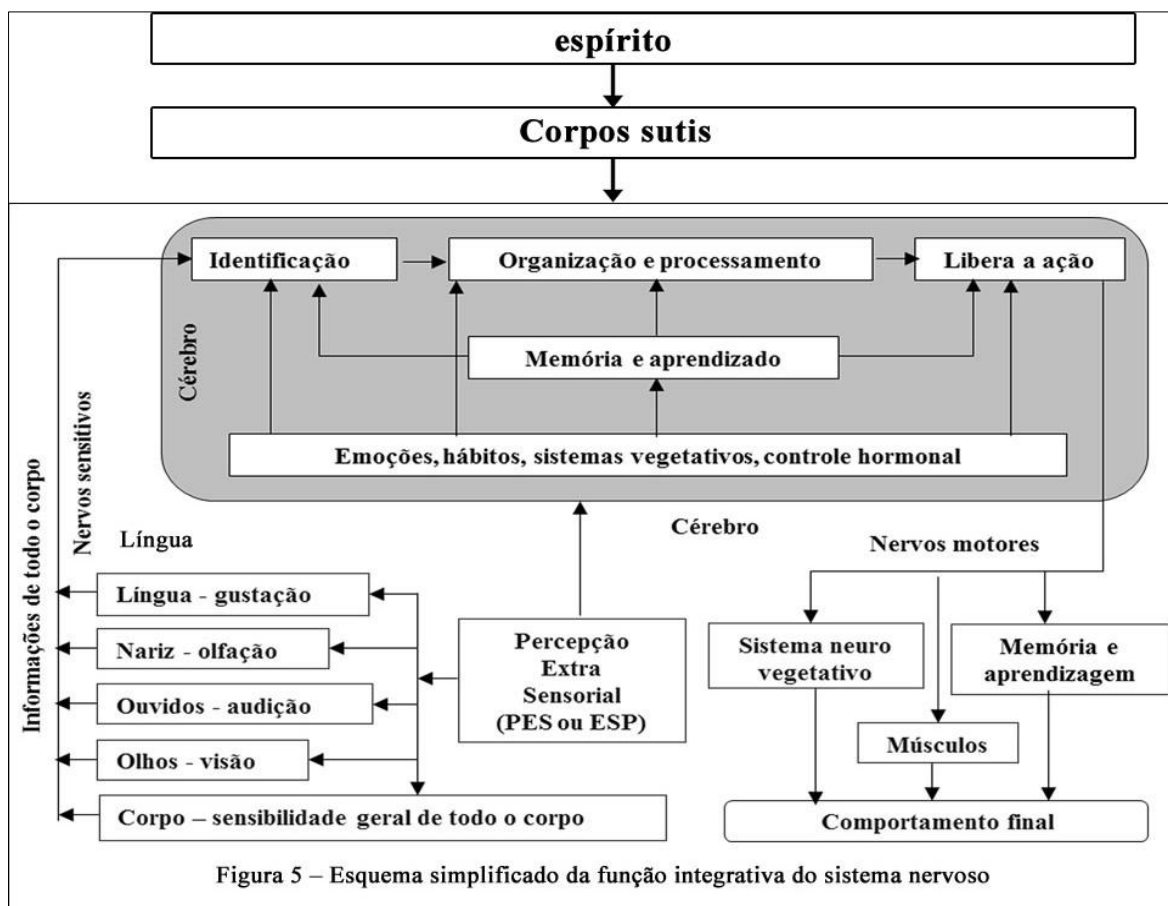 espírito
Corpos sutis
Identificação
Organização e processamento
Libera a ação
Cérebro
Memória e aprendizado
Emoções, hábitos, sistemas vegetativos, controle hormonal
Informações de todo o corpo
Nervos sensitivos
Cérebro
Língua
Nervos motores
Língua - gustação
Nariz - olfação
Ouvidos - audição
Olhos - visão
Corpo – sensibilidade geral de todo o corpo
Percepção
Extra
Sensorial
(PES ou ESP)
Sistema neuro
vegetativo
Memória e
aprendizagem
Músculos
Comportamento final
Figura 5 – Esquema simplificado da função integrativa do sistema nervoso